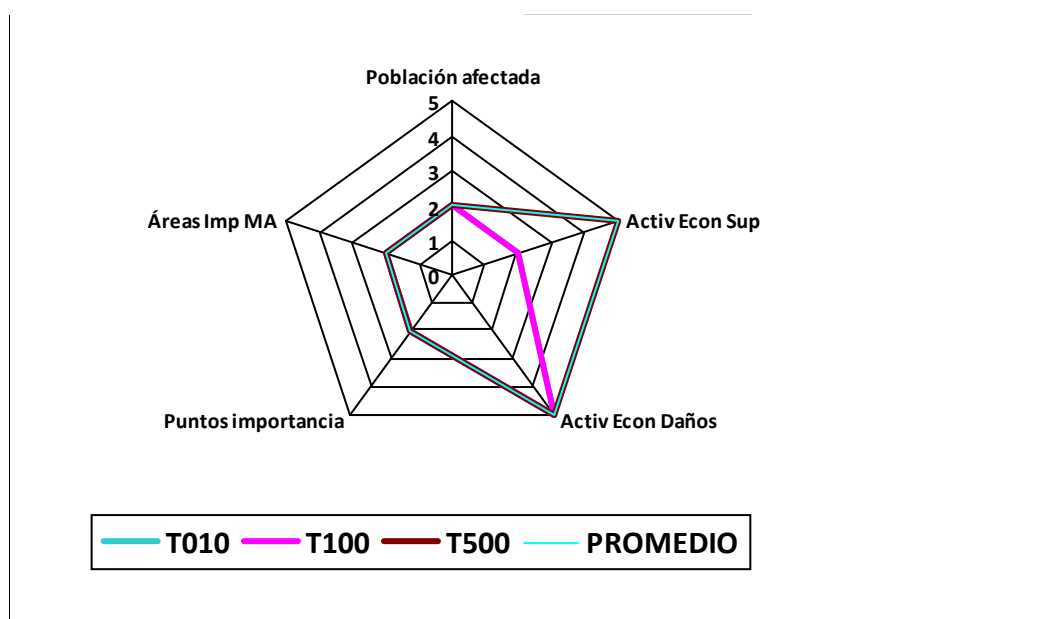 Población afectada
5
4
3
2
1
0
Áreas Imp MA
Activ Econ Sup
Puntos importancia
Activ Econ Daños
T010 T100 T500 PROMEDIO